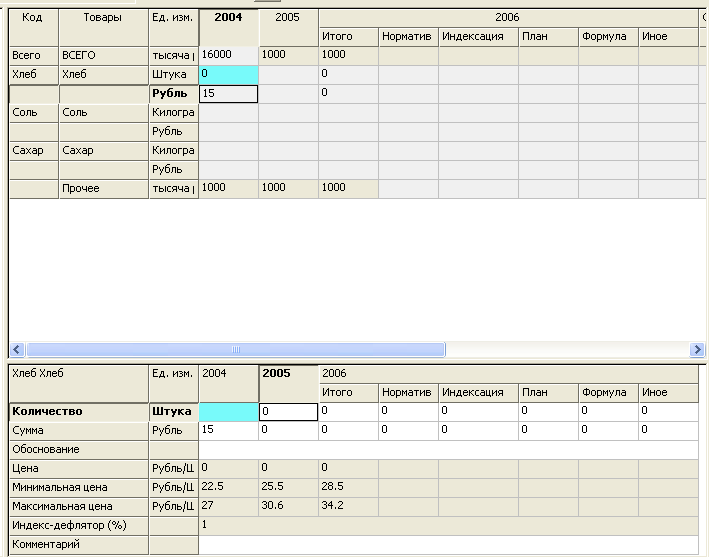 Код Товары Ед. изм. 2004 2005 2006
Итого Норматив Индексация План Формула Иное
Всего ВСЕГО тысяча 16000 1000 1000
Хлеб Хлеб Штука 0 0
Рубль 15 0
Соль Соль Килогра
Рубль
Сахар Сахар Килогра
Рубль
Прочее тысяча 1000 1000 1000
Хлеб Хлеб Ед. изм. 2004 2005 2006
Итого Норматив Индексация План Формула Иное
Количество Штука 0 0 0 0 0 0 0
Сумма Рубль 15 0 0 0 0 0 0 0
Обоснование
Цена Рубль/Ш 0 0 0
Минимальная цена Рубль/Ш 22.5 25.5 28.5
Максимальная цена Рубль/Ш 27 30.6 34.2
Индекс-дефлятор (%) 1
Комментарий